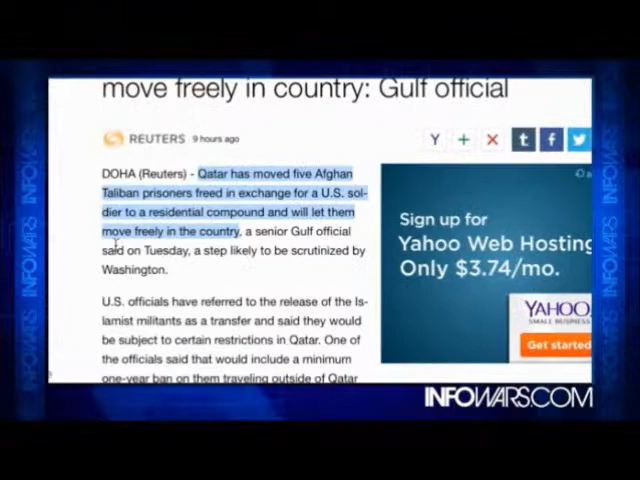 move freely in country: Gulf official
REUTERS 9 hours ago
DOHA (Reuters) - Qatar has moved five Afghan
Taliban prisoners freed in exchange for a U.S. sol-
dier to a residential compound and will let them
move freely in the country, a senior Gulf official
said on Tuesday, a step likely to be scrutinized by
Washington.
U.S. officials have referred to the release of the Is-
lamist militants as a transfer and said they would
be subject to certain restrictions in Qatar. One of
the officials said that would include a minimum
one-year ban on them traveling outside of Qatar
Sign up for
Yahoo Web Hosting
Only $3.74/mo.
YAHOO
SMALL BUSINESS
Get started
INFOWARS
INFOWARS
INFOWARS
INFOWARS
INFOWARS.COM